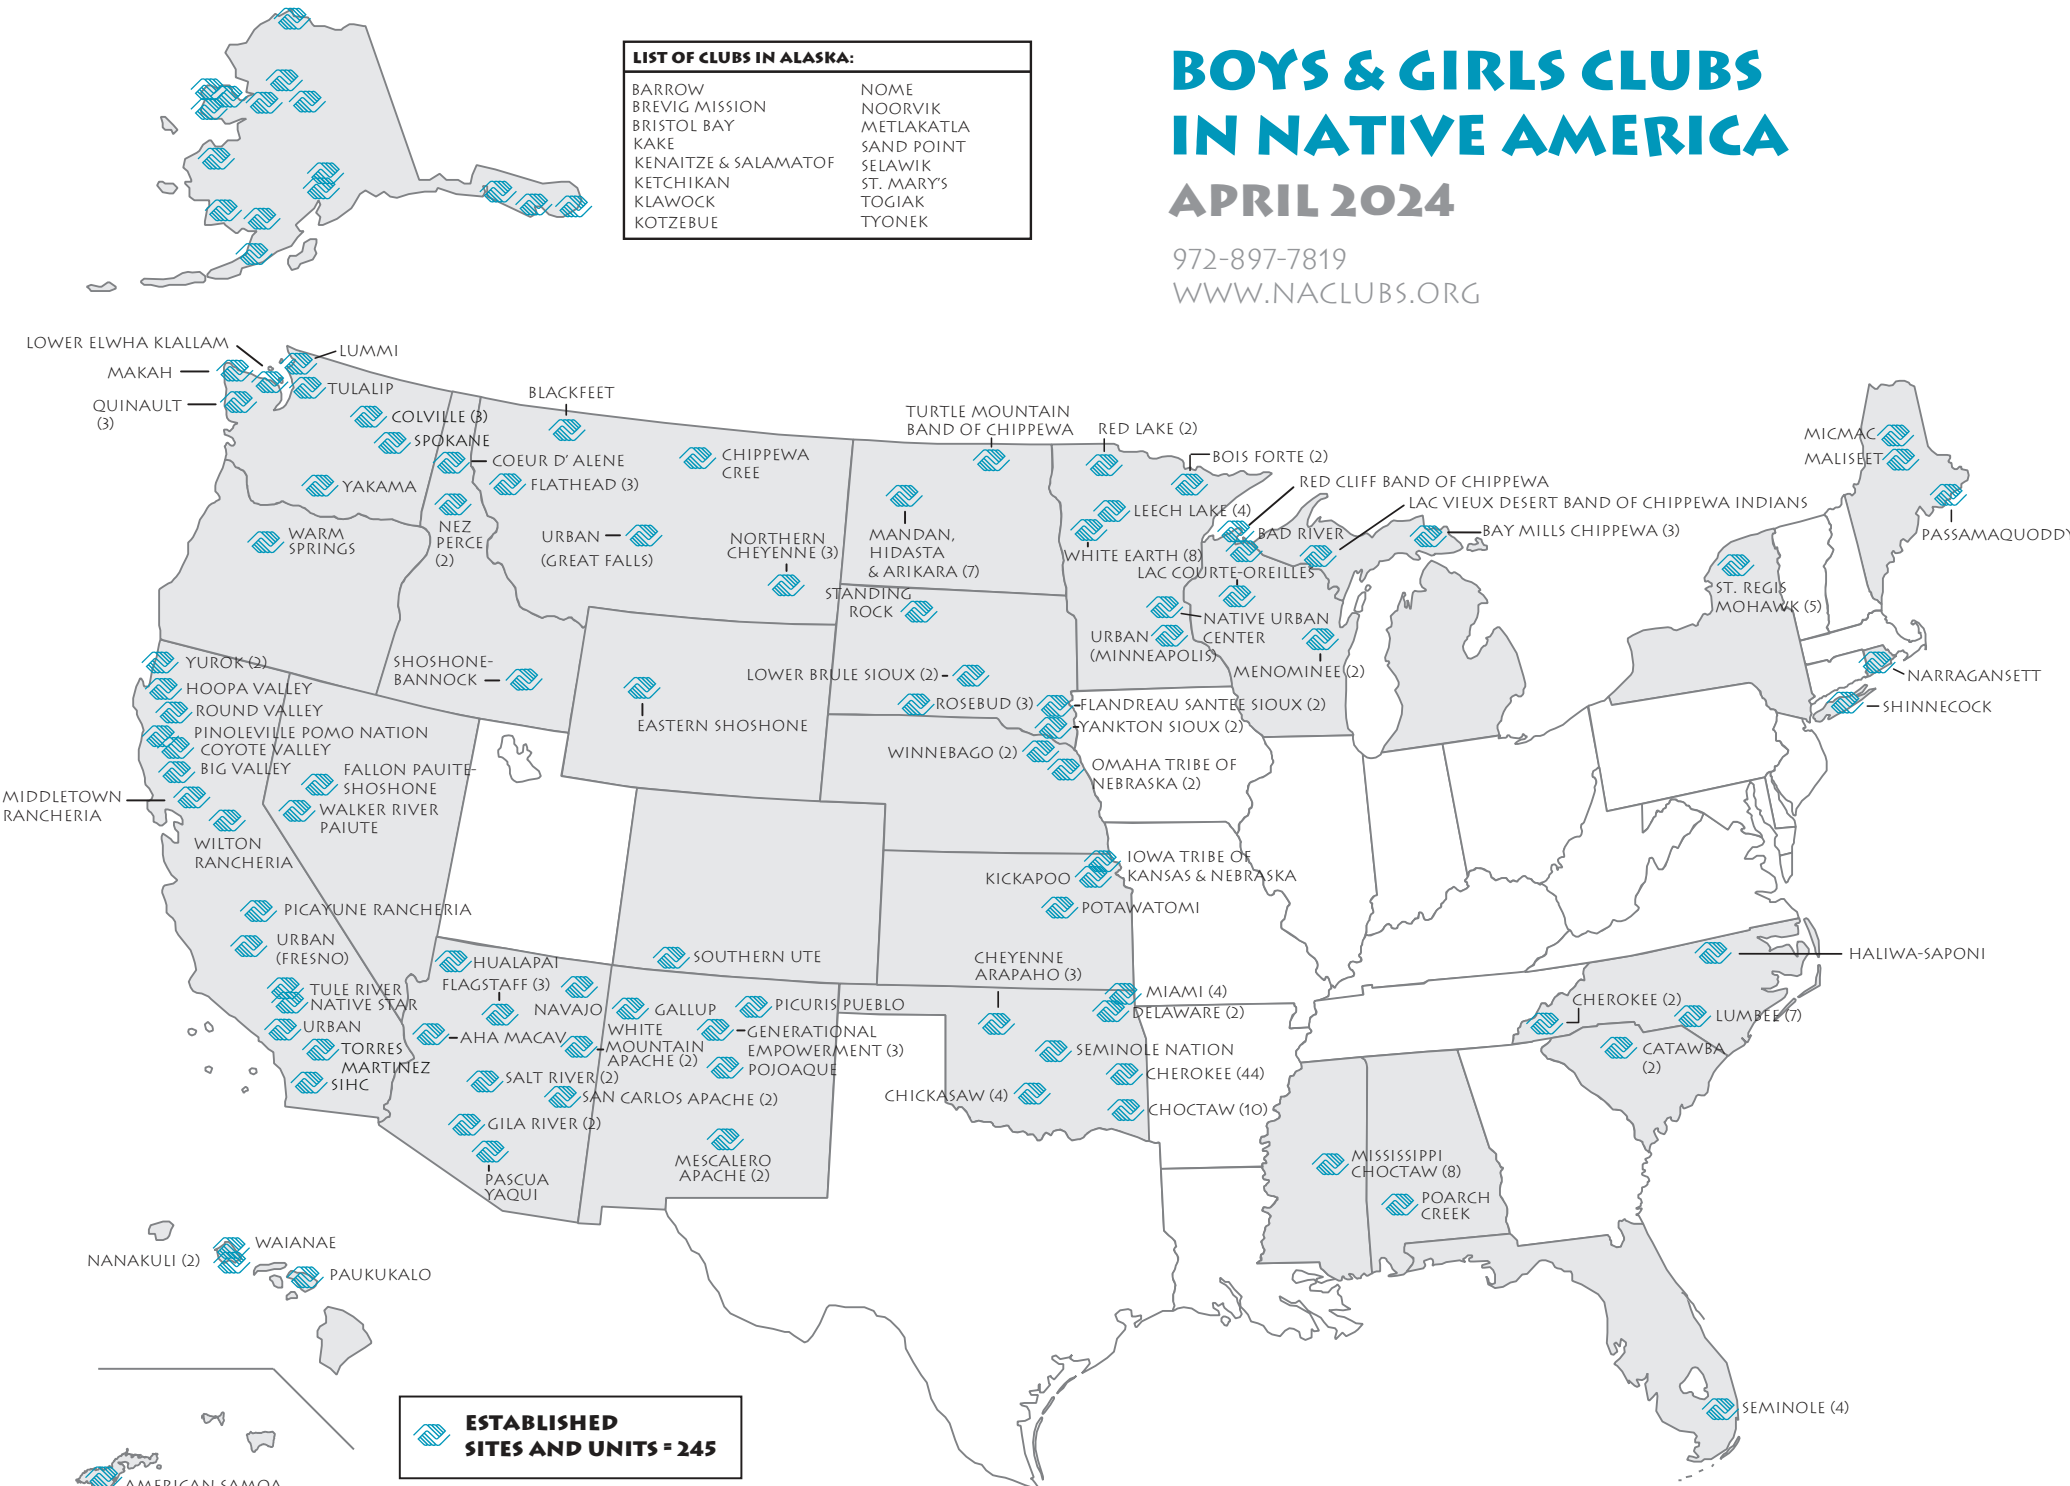 LIST OF CLUBS IN ALASKA:
BARROW
BREVIG MISSION
BRISTOL BAY
KAKE
KENAITZE & SALAMATOF
KETCHIKAN
KLAWOCK
KOTZEBUE
NOME
NOORVIK
METLAKATLA
SAND POINT
SELAWIK
ST. MARY'S
TOGIAK
TYONEK
BOYS & GIRLS CLUBS
IN NATIVE AMERICA
APRIL 2024
972-897-7819
WWW.NACLUBS.ORG
LOWER ELWHA KLALLAM
LUMMI
MAKAH
TULALIP
QUINAULT
(3)
COLVILLE (3)
SPOKANE
COEUR D' ALENE
YAKAMA
FLATHEAD (3)
BLACKFEET
CHIPPEWA
CREE
WARM
SPRINGS
NEZ
PERCE
(2)
URBAN
(GREAT FALLS)
NORTHERN
CHEYENNE (3)
TURTLE MOUNTAIN
BAND OF CHIPPEWA
RED LAKE (2)
BOIS FORTE (2)
RED CLIFF BAND OF CHIPPEWA
LAC VIEUX DESERT BAND OF CHIPPEWA INDIANS
LEECH LAKE (4)
BAD RIVER
BAY MILLS CHIPPEWA (3)
MANDAN,
HIDASTA
& ARIKARA (7)
WHITE EARTH (8)
LAC COURTE-OREILLES
STANDING
ROCK
NATIVE URBAN
CENTER
URBAN
(MINNEAPOLIS)
MENOMINEE (2)
MICMAC
MALISEET
PASSAMAQUODDY
ST. REGIS
MOHAWK (5)
NARRAGANSETT
SHINNECOCK
YUROK (2)
HOOPA VALLEY
ROUND VALLEY
PINOLEVILLE POMO NATION
COYOTE VALLEY
BIG VALLEY
MIDDLETOWN
RANCHERIA
WILTON
RANCHERIA
FALLON PAUITE-
SHOSHONE
WALKER RIVER
PAIUTE
SHOSHONE-
BANNOCK
EASTERN SHOSHONE
LOWER BRULE SIOUX (2)
ROSEBUD (3)
FLANDREAU SANTEE SIOUX (2)
YANKTON SIOUX (2)
WINNEBAGO (2)
OMAHA TRIBE OF
NEBRASKA (2)
IOWA TRIBE OF
KANSAS & NEBRASKA
KICKAPOO
POTAWATOMI
PICAYUNE RANCHERIA
URBAN
(FRESNO)
TULE RIVER
NATIVE STAR
URBAN
TORRES
MARTINEZ
SIHC
HUALAPAI
FLAGSTAFF (3)
NAVAJO
AHA MACAV
WHITE
MOUNTAIN
APACHE (2)
SALT RIVER (2)
SAN CARLOS APACHE (2)
GILA RIVER (2)
PASCUA
YAQUI
SOUTHERN UTE
GALLUP
PICURIS PUEBLO
GENERATIONAL
EMPOWERMENT (3)
POJOAQUE
MESCALERO
APACHE (2)
CHEYENNE
ARAPAHO (3)
MIAMI (4)
DELAWARE (2)
SEMINOLE NATION
CHEROKEE (44)
CHICKASAW (4)
CHOCTAW (10)
HALIWA-SAPONI
CHEROKEE (2)
LUMBEE (7)
CATAWBA
(2)
MISSISSIPPI
CHOCTAW (8)
POARCH
CREEK
SEMINOLE (4)
WAIANAE
NANAKULI (2)
PAUKUKALO
AMERICAN SAMOA
ESTABLISHED
SITES AND UNITS = 245